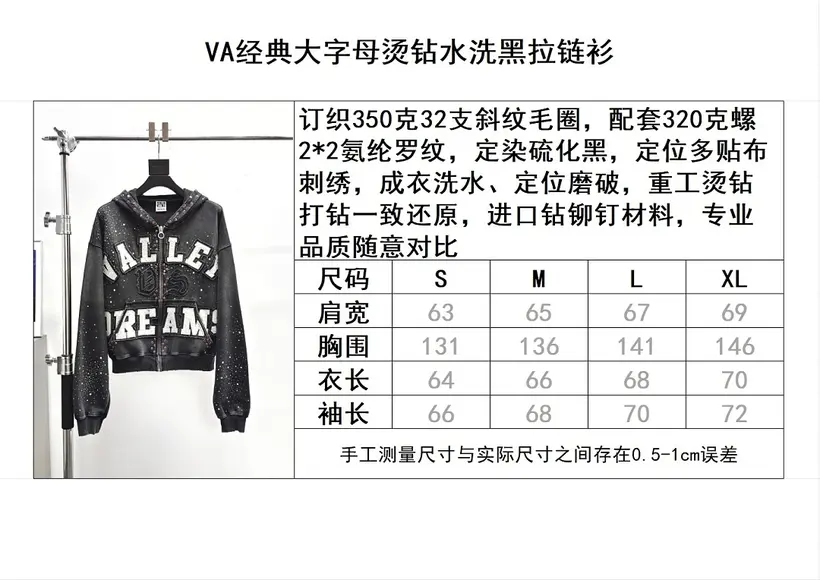 VA经典大字母烫钻水洗黑拉链衫
订织350克32支斜纹毛圈，配套320克螺
2*2氨纶罗纹，定染硫化黑，定位多贴布
刺绣，成衣洗水、定位磨破，重工烫钻
打钻一致还原，进口钻铆钉材料，专业
品质随意对比
尺码 S M L XL
肩宽 63 65 67 69
胸围 131 136 141 146
衣长 64 66 68 70
袖长 66 68 70 72
手工测量尺寸与实际尺寸之间存在0.5-1cm误差
VALLEY
DREAMS